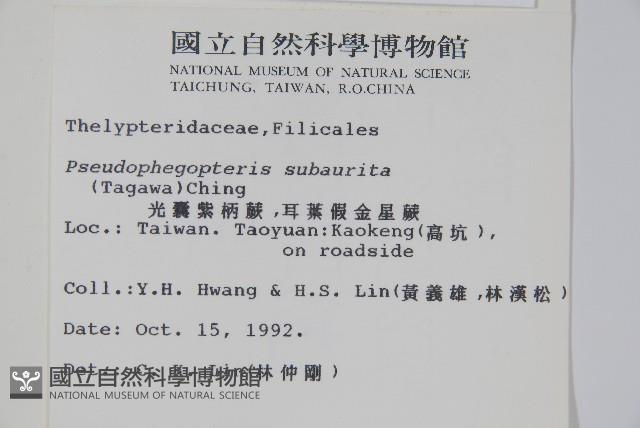 國立自然科學博物館
NATIONAL MUSEUM OF NATURAL SCIENCE
TAICHUNG, TAIWAN, R.O.CHINA
Thelypteridaceae,Filicales
Pseudophegopteris subaurita
(Tagawa)Ching
光囊紫柄蕨,耳葉假金星蕨
Loc.: Taiwan. Taoyuan:Kaokeng(高坑),
on roadside
Coll.:Y.H. Hwang & H.S. Lin(黃義雄,林漢松)
Date: Oct. 15, 1992.
Det.: C. Lin(林仲剛)
國立自然科學博物館
NATIONAL MUSEUM OF NATURAL SCIENCE